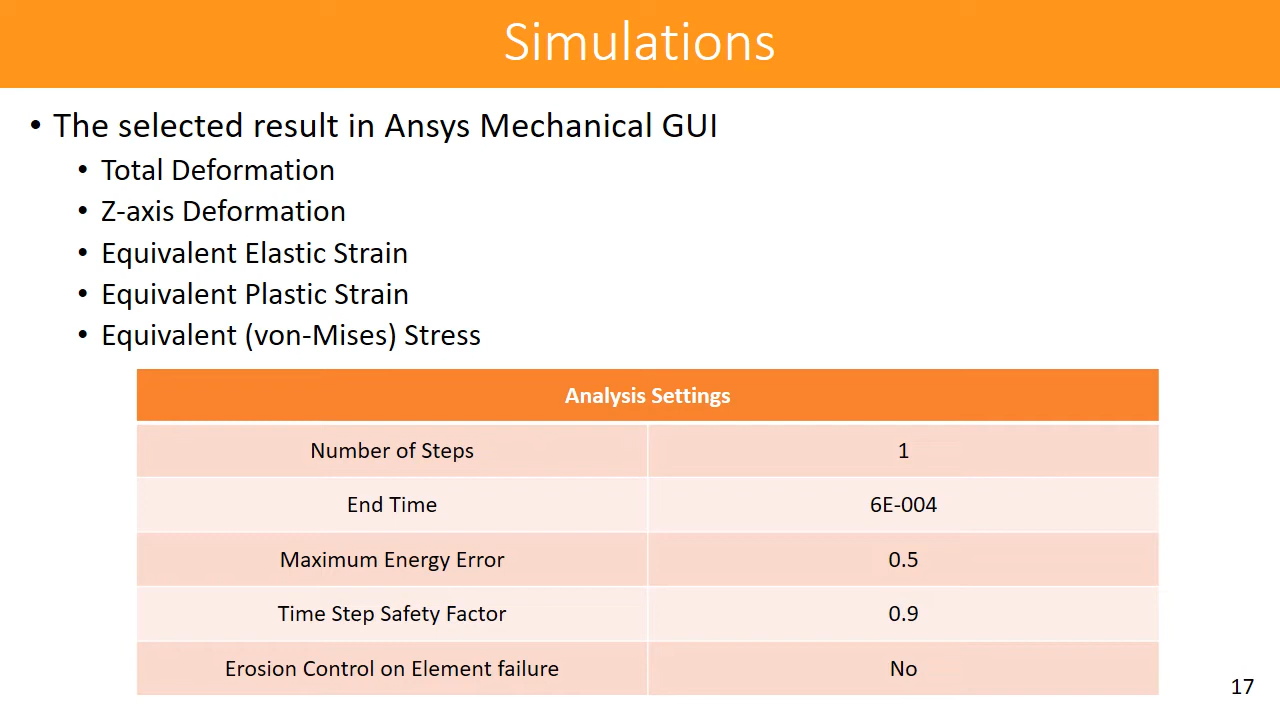 Simulations
• The selected result in Ansys Mechanical GUI
• Total Deformation
• Z-axis Deformation
• Equivalent Elastic Strain
• Equivalent Plastic Strain
• Equivalent (von-Mises) Stress
Analysis Settings
Number of Steps 1
End Time 6E-004
Maximum Energy Error 0.5
Time Step Safety Factor 0.9
Erosion Control on Element failure No
17